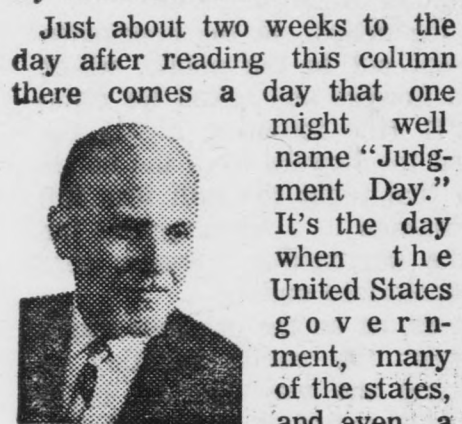 Just about two weeks to the
day after reading this column
there comes a day that one
might well
name "Judg-
ment Day."
It's the day
when the
United States
govern-
ment, many
of the states,
and even a